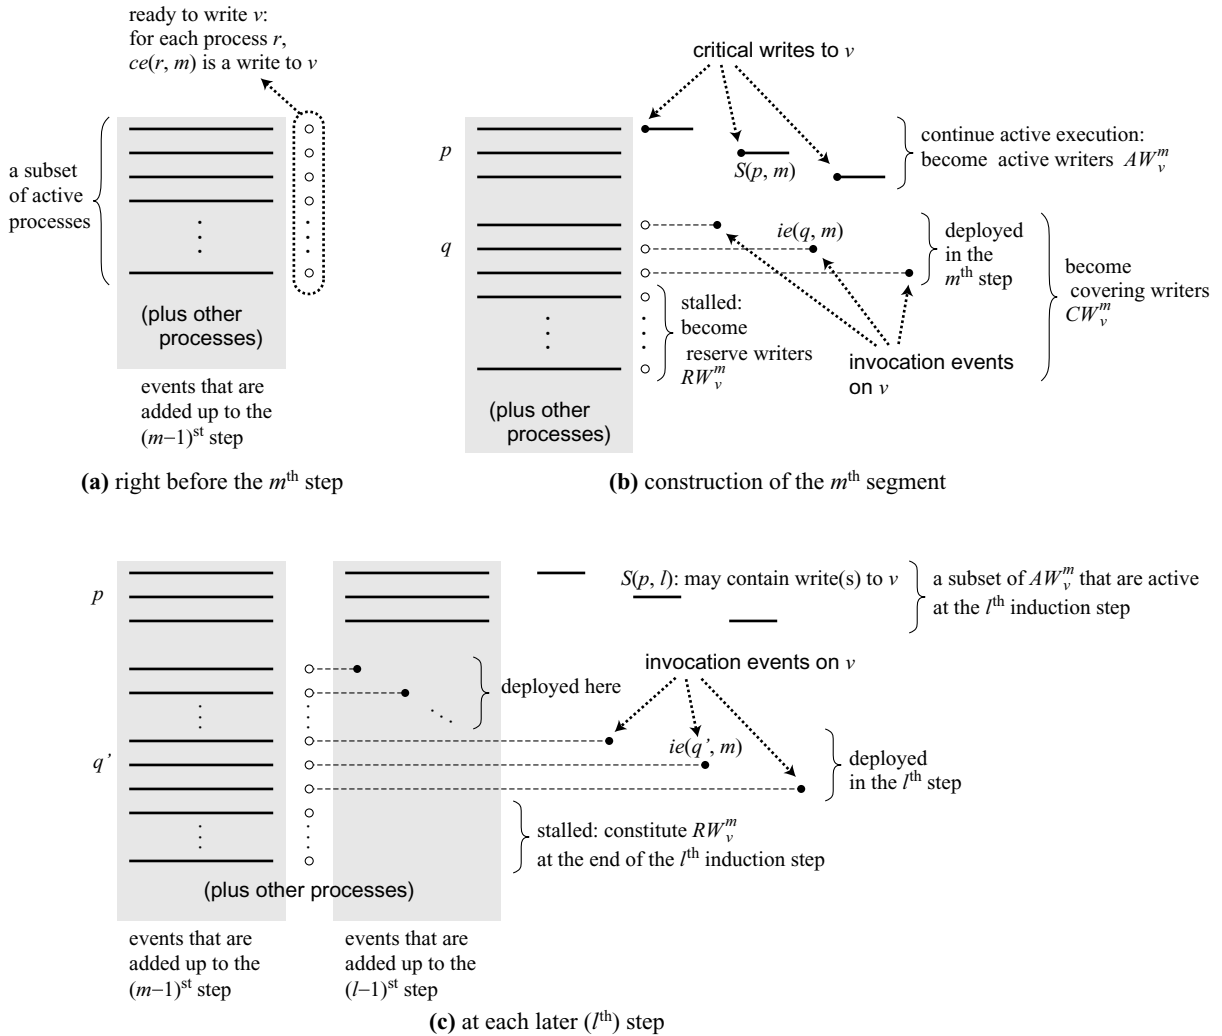 ready to write v:
for each process r,
ce(r, m) is a write to v
a subset
of active
processes
(plus other
processes)
events that are
added up to the
(m−1)st step
(a) right before the mth step
critical writes to v
p
S(p, m)
continue active execution:
become active writers AWvm
q
ie(q, m)
deployed
in the
mth step
become
covering writers
CWvm
stalled:
become
reserve writers
RWvm
invocation events
on v
(plus other
processes)
(b) construction of the mth segment
p
S(p, l): may contain write(s) to v
a subset of AWvm that are active
at the lth induction step
invocation events on v
deployed here
q’
ie(q’, m)
deployed
in the lth step
stalled: constitute RWvm
at the end of the lth induction step
(plus other processes)
events that are
added up to the
(m−1)st step
events that are
added up to the
(l−1)st step
(c) at each later (lth) step